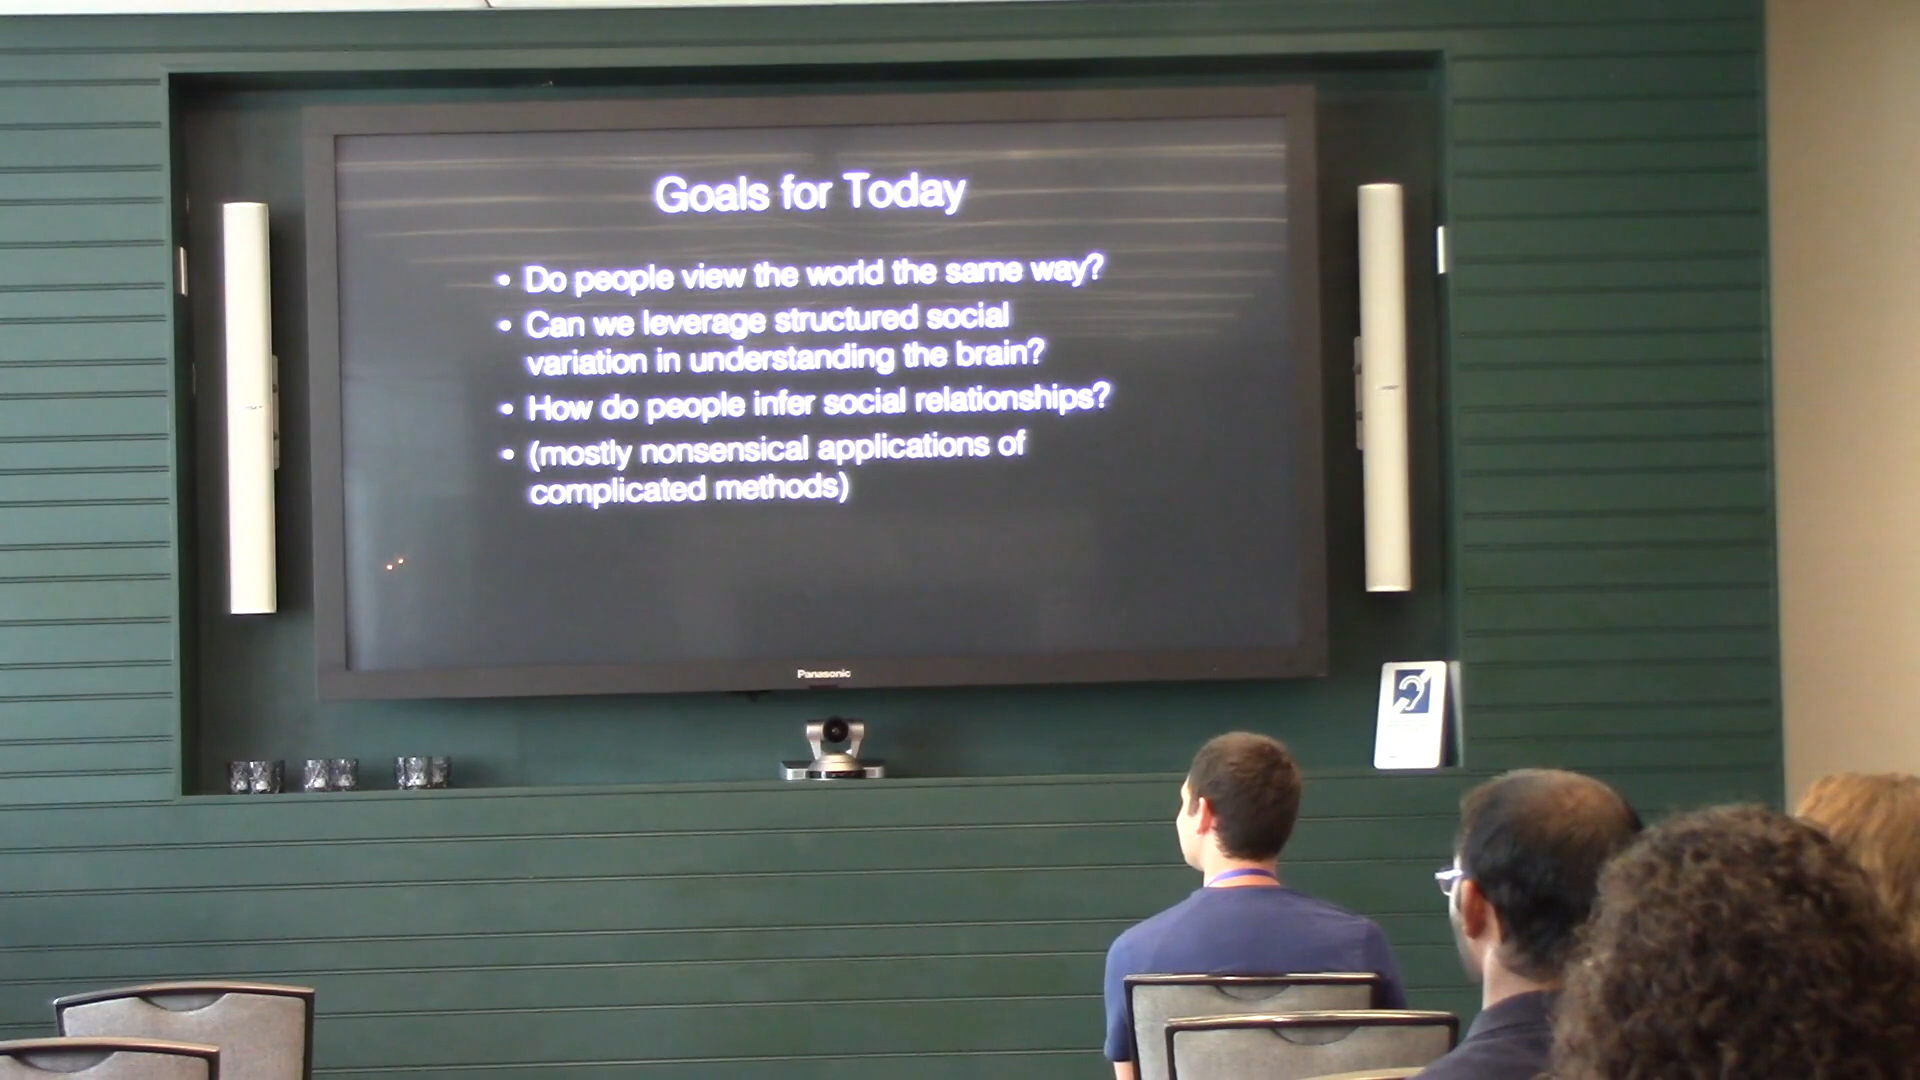 Goals for Today
• Do people view the world the same way?
• Can we leverage structured social
variation in understanding the brain?
• How do people infer social relationships?
• (mostly nonsensical applications of
complicated methods)
Panasonic